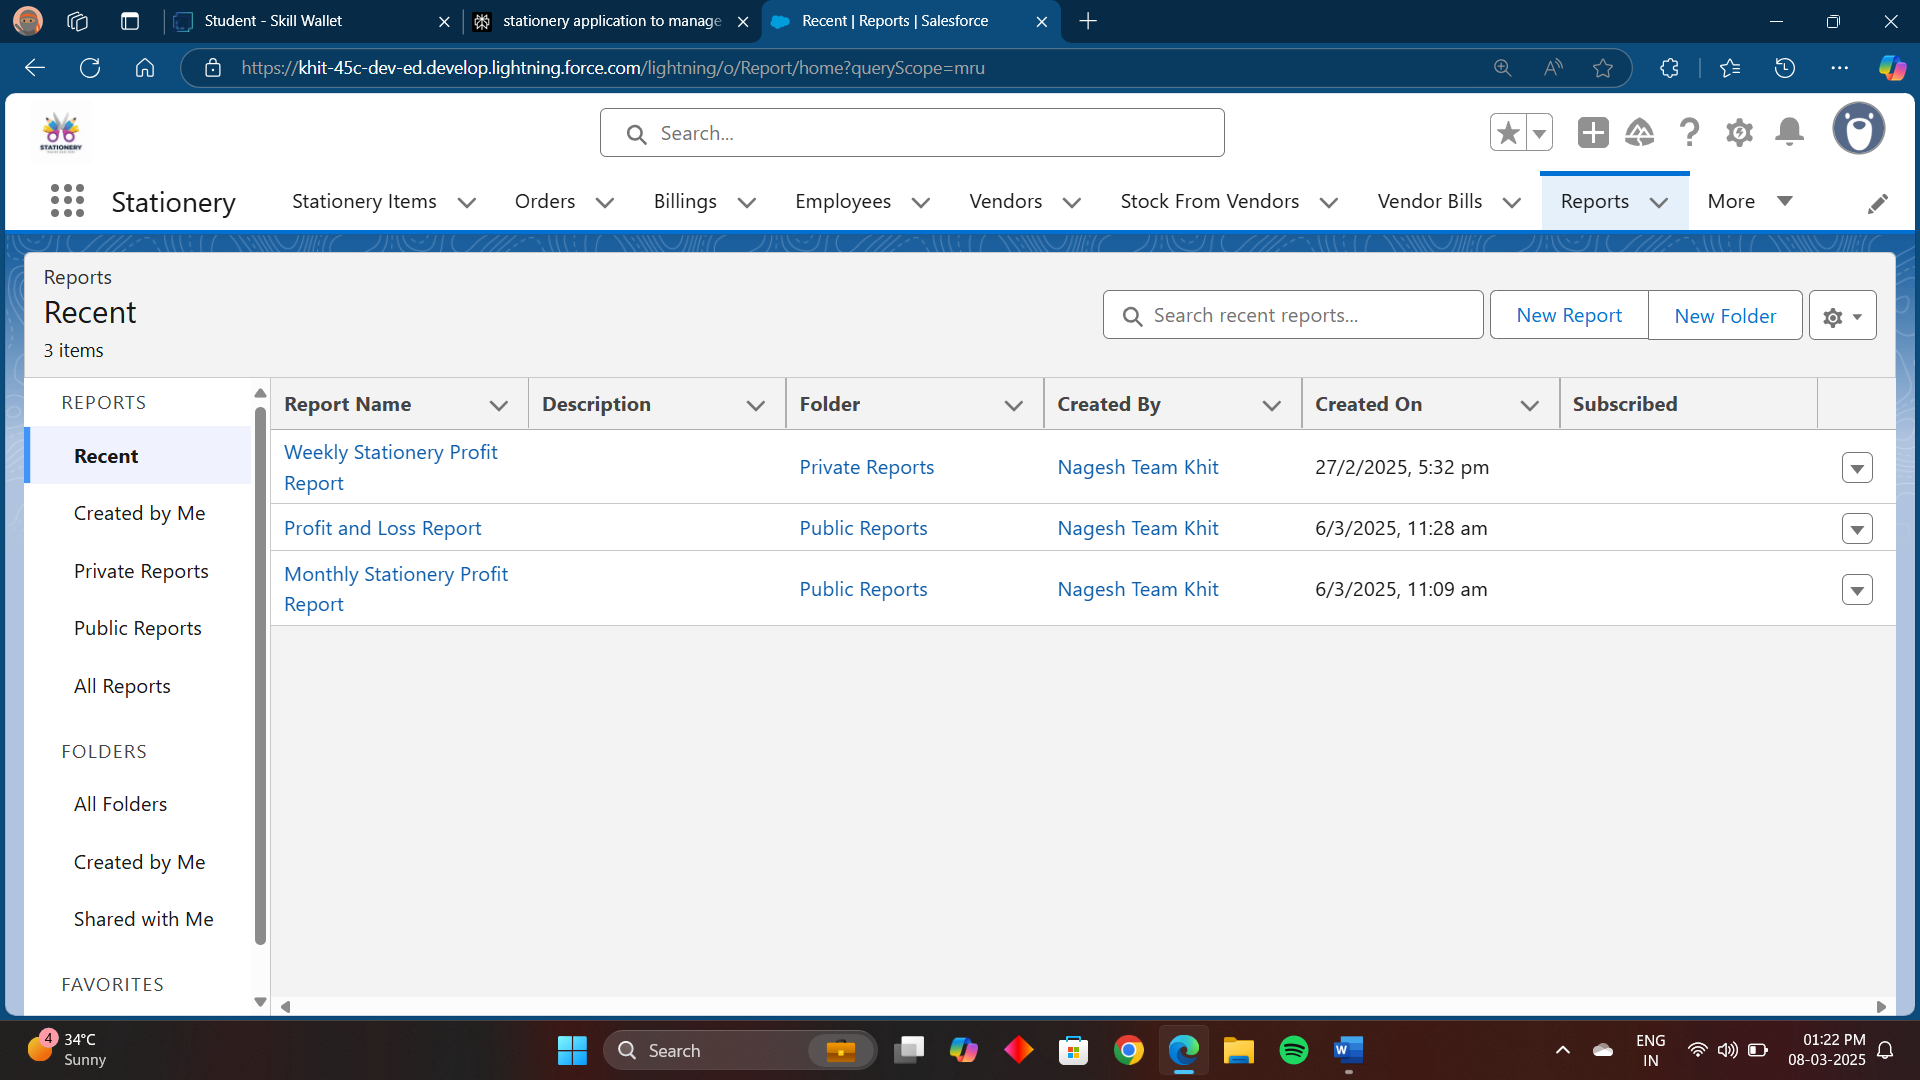 Student - Skill Wallet
stationery application to manage
Recent | Reports | Salesforce
https://khit-45c-dev-ed.develop.lightning.force.com/lightning/o/Report/home?queryScope=mru
STATIONERY
Search...
Stationery
Stationery Items
Orders
Billings
Employees
Vendors
Stock From Vendors
Vendor Bills
Reports
More
Reports
Recent
3 items
Search recent reports...
New Report
New Folder
REPORTS
Recent
Created by Me
Private Reports
Public Reports
All Reports
FOLDERS
All Folders
Created by Me
Shared with Me
FAVORITES
Report Name Description Folder Created By Created On Subscribed
Weekly Stationery Profit
Report
Private Reports Nagesh Team Khit 27/2/2025, 5:32 pm
Profit and Loss Report Public Reports Nagesh Team Khit 6/3/2025, 11:28 am
Monthly Stationery Profit
Report
Public Reports Nagesh Team Khit 6/3/2025, 11:09 am
4
34°C
Sunny
Search
W
ENG
IN
01:22 PM
08-03-2025